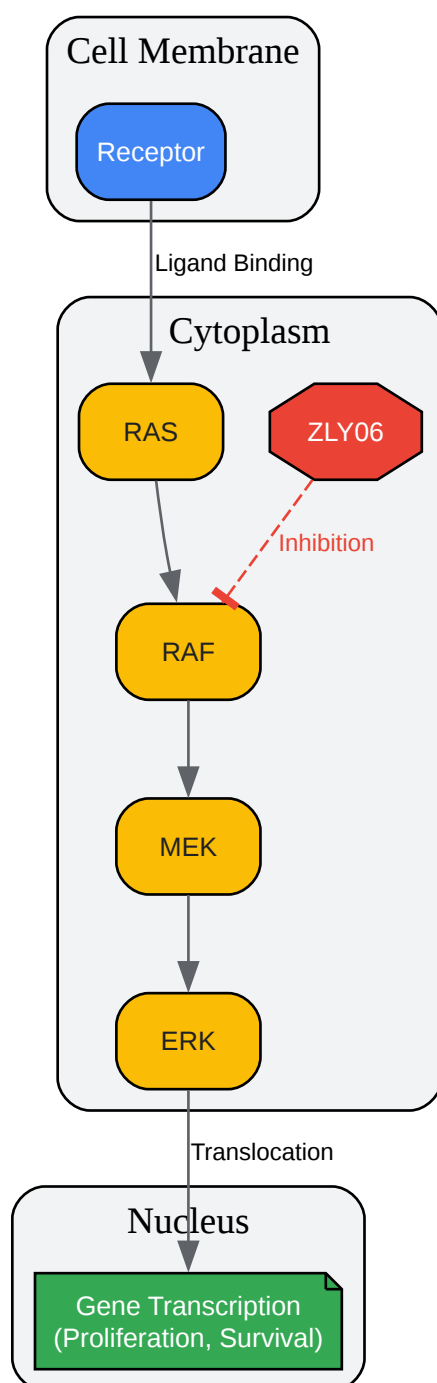 Cell Membrane
Receptor
Ligand Binding
Cytoplasm
RAS
ZLY06
Inhibition
RAF
MEK
ERK
Translocation
Nucleus
Gene Transcription
(Proliferation, Survival)